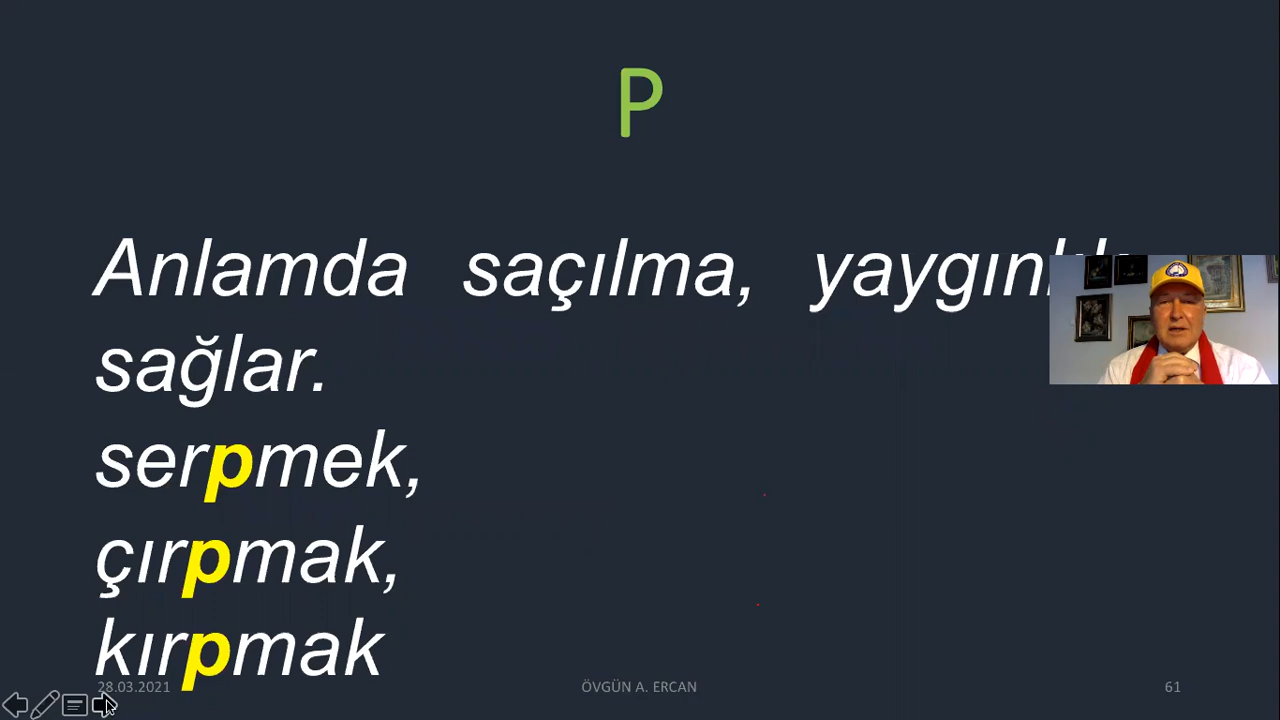 P
Anlamda saçılma,
sağlar.
serpmek,
çırpmak,
kırpmak
28.03.2021 ÖVGÜN A. ERCAN 61